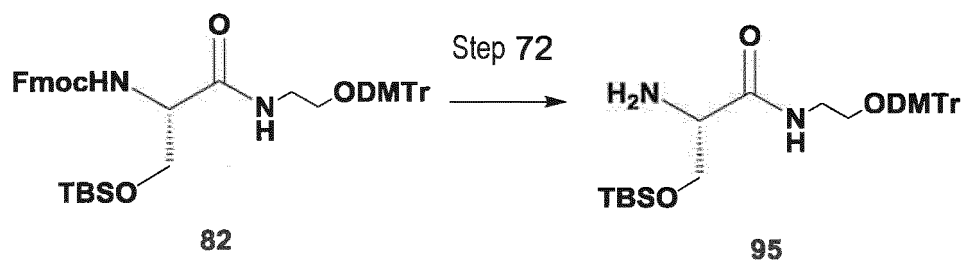 O
Step 72
O
FmocHN
N
H
ODMTr
H₂N
N
H
ODMTr
TBSO
TBSO
82
95